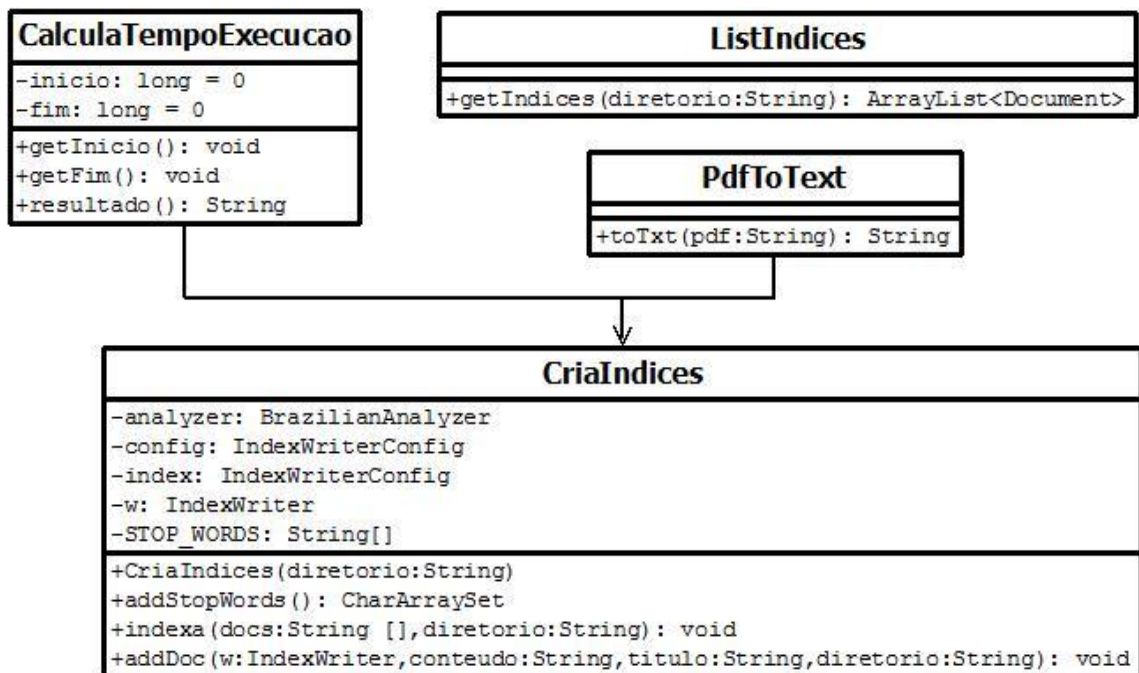 CalculaTempoExecucao
-inicio: long = 0
-fim: long = 0
+getInicio(): void
+getFim(): void
+resultado(): String
ListIndices
+getIndices(diretorio:String): ArrayList<Document>
PdfToText
+toTxt(pdf:String): String
CriaIndices
-analyzer: BrazilianAnalyzer
-config: IndexWriterConfig
-index: IndexWriterConfig
-w: IndexWriter
-STOP_WORDS: String[]
+CriaIndices(diretorio:String)
+addStopWords(): CharArraySet
+indexa(docs:String [],diretorio:String): void
+addDoc(w:IndexWriter,conteudo:String,titulo:String,diretorio:String): void